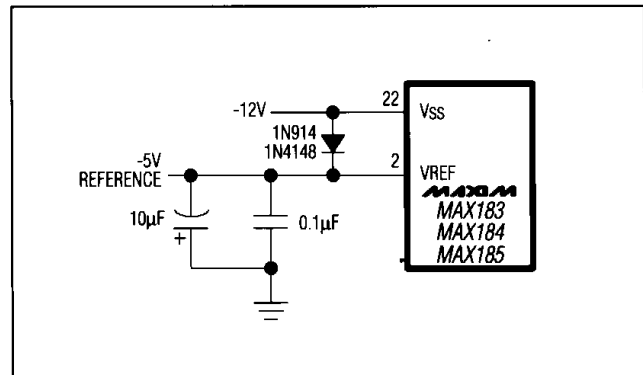 22
-12V
VSS
1N914
1N4148
-5V
REFERENCE
2
VREF
MAXIM
MAX183
MAX184
MAX185
10µF
+
0.1µF